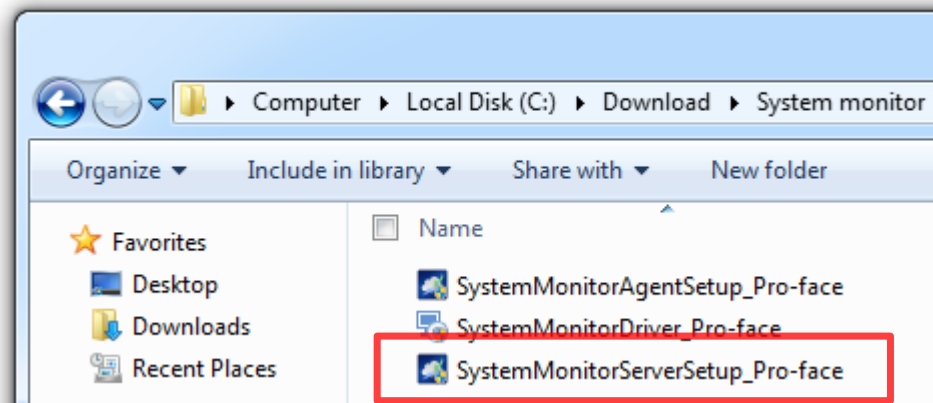 Computer Local Disk (C:) Download System monitor
Organize Include in library Share with New folder
Favorites
Desktop
Downloads
Recent Places
Name
SystemMonitorAgentSetup_Pro-face
SystemMonitorDriver_Pro-face
SystemMonitorServerSetup_Pro-face